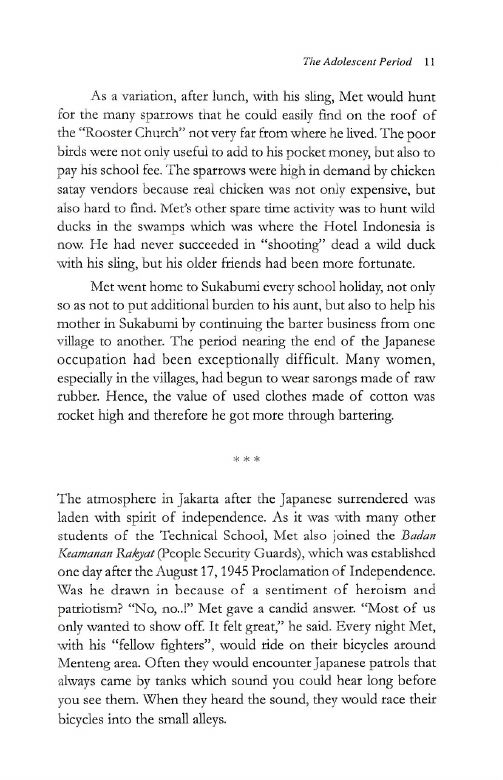 The Adolescent Period 11
As a variation, after lunch, with his sling, Met would hunt
for the many sparrows that he could easily find on the roof of
the “Rooster Church” not very far from where he lived. The poor
birds were not only useful to add to his pocket money, but also to
pay his school fee. The sparrows were high in demand by chicken
satay vendors because real chicken was not only expensive, but
also hard to find. Met's other spare time activity was to hunt wild
ducks in the swamps which was where the Hotel Indonesia is
now. He had never succeeded in “shooting” dead a wild duck
with his sling, but his older friends had been more fortunate.
Met went home to Sukabumi every school holiday, not only
so as not to put additional burden to his aunt, but also to help his
mother in Sukabumi by continuing the barter business from one
village to another. The period nearing the end of the Japanese
occupation had been exceptionally difficult. Many women,
especially in the villages, had begun to wear sarongs made of raw
rubber. Hence, the value of used clothes made of cotton was
rocket high and therefore he got more through bartering.
***
The atmosphere in Jakarta after the Japanese surrendered was
laden with spirit of independence. As it was with many other
students of the Technical School, Met also joined the Badan
Keamanan Rakyat (People Security Guards), which was established
one day after the August 17, 1945 Proclamation of Independence.
Was he drawn in because of a sentiment of heroism and
patriotism? “No, no..!” Met gave a candid answer. “Most of us
only wanted to show off. It felt great,” he said. Every night Met,
with his “fellow fighters”, would ride on their bicycles around
Menteng area. Often they would encounter Japanese patrols that
always came by tanks which sound you could hear long before
you see them. When they heard the sound, they would race their
bicycles into the small alleys.